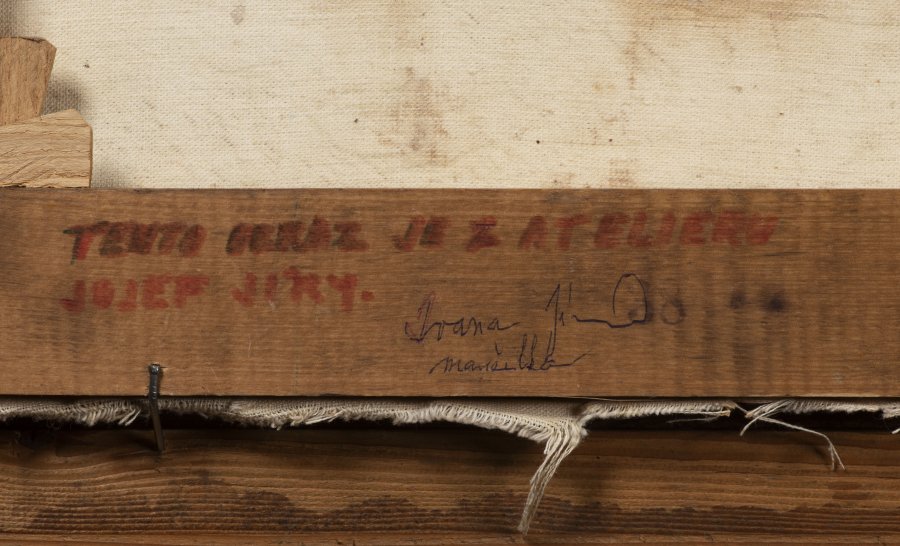 TENTO OBRAZ JE Z ATELIERU
JOSEF JÍRY.
Ivana
manželka